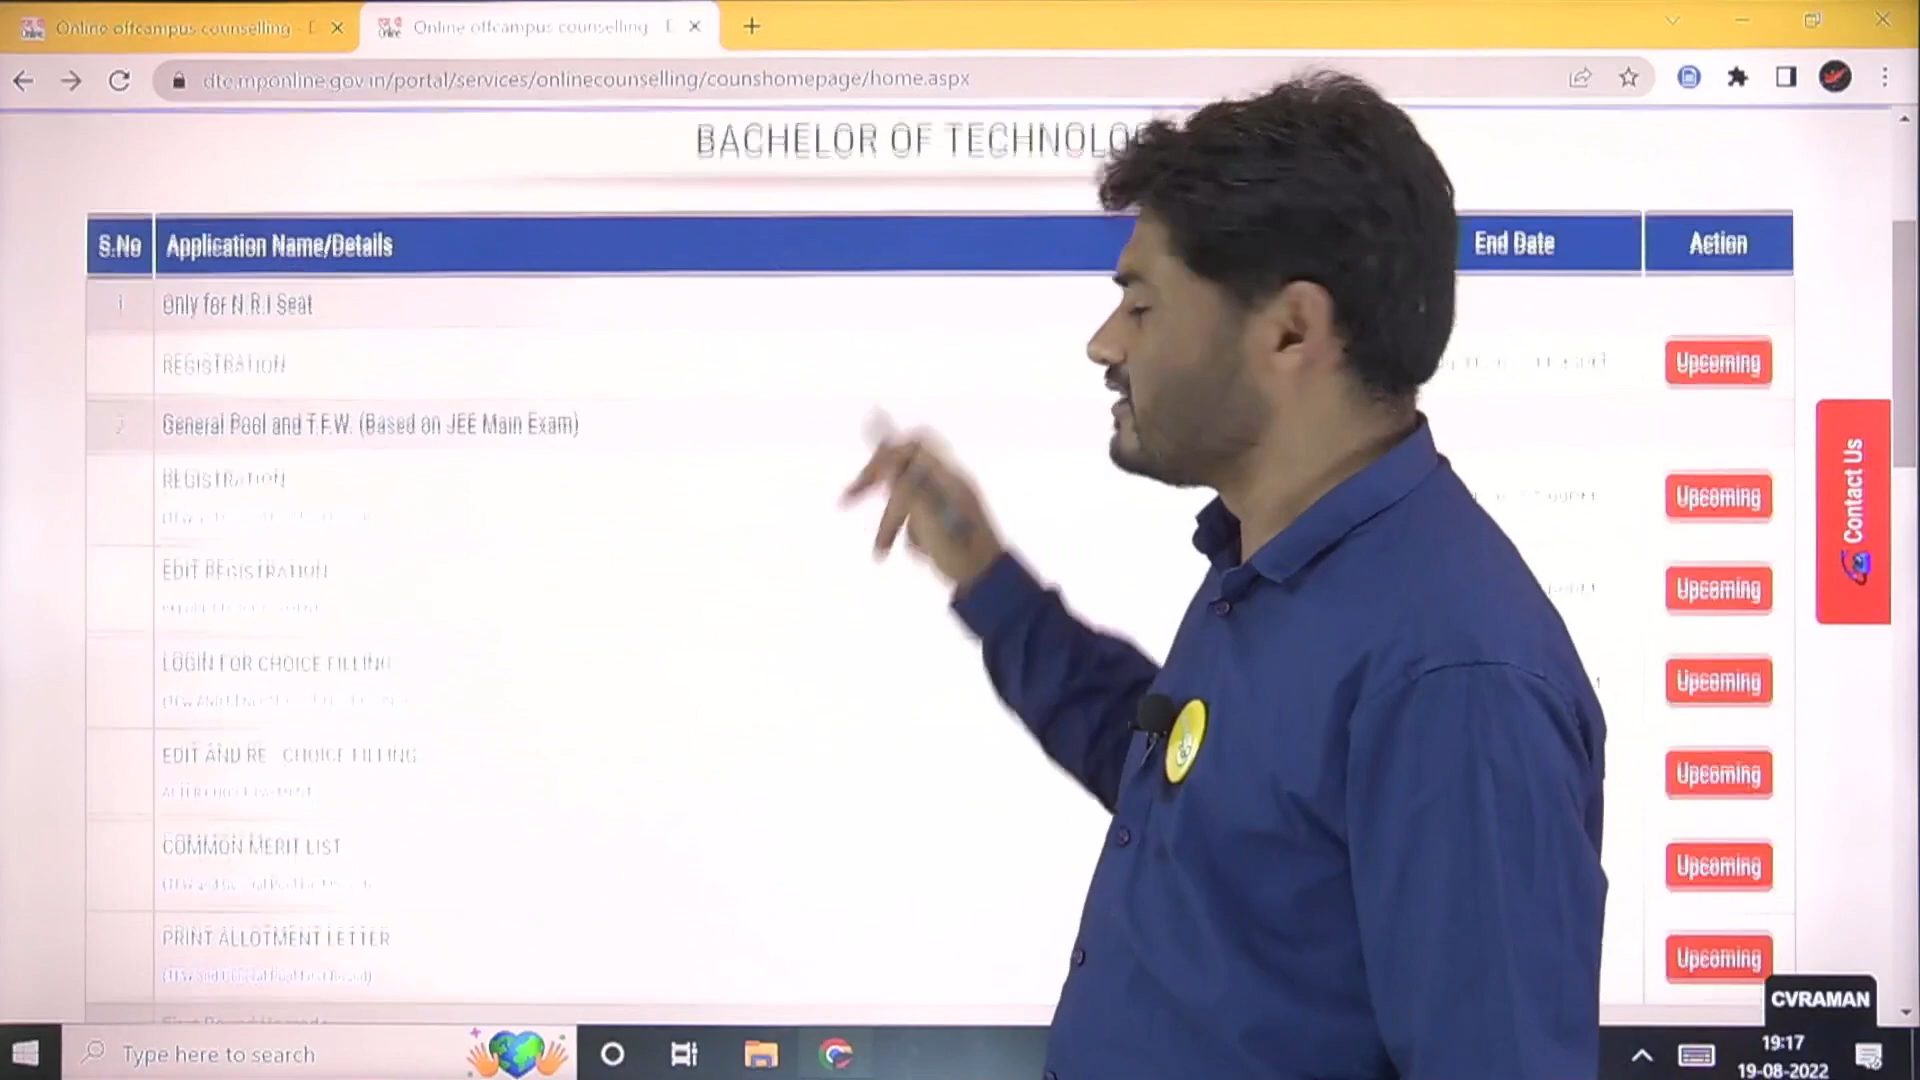 Online offcampus counselling
Online offcampus counselling
dte.mponline.gov.in/portal/services/onlinecounselling/counshomepage/home.aspx
BACHELOR OF TECHNOLO
S.No Application Name/Details End Date Action
1 Only for N.R.I Seat
REGISTRATION Upcoming
2 General Pool and T.F.W. (Based on JEE Main Exam)
REGISTRATION Upcoming
EDIT REGISTRATION Upcoming
LOGIN FOR CHOICE FILLING Upcoming
EDIT AND RE - CHOICE FILLING Upcoming
COMMON MERIT LIST Upcoming
PRINT ALLOTMENT LETTER Upcoming
Contact Us
CVRAMAN
Type here to search
19:17
19-08-2022